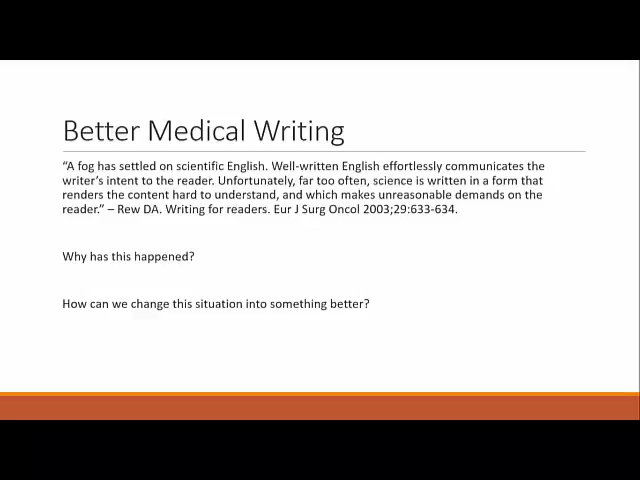 Better Medical Writing
“A fog has settled on scientific English. Well-written English effortlessly communicates the
writer’s intent to the reader. Unfortunately, far too often, science is written in a form that
renders the content hard to understand, and which makes unreasonable demands on the
reader.” – Rew DA. Writing for readers. Eur J Surg Oncol 2003;29:633-634.
Why has this happened?
How can we change this situation into something better?